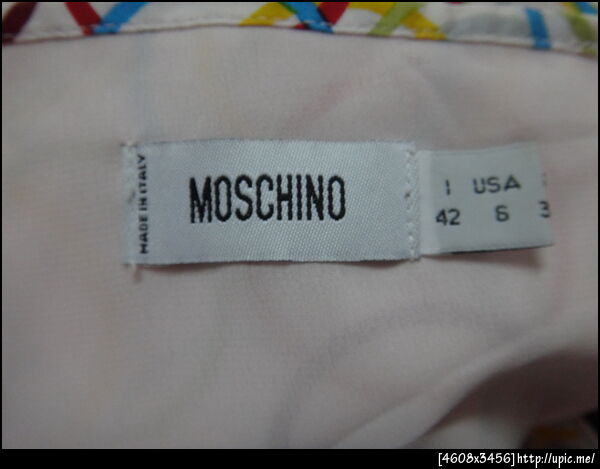 MADE IN ITALY
MOSCHINO
I USA
42 6 3
[4608x3456]http://upic.me/